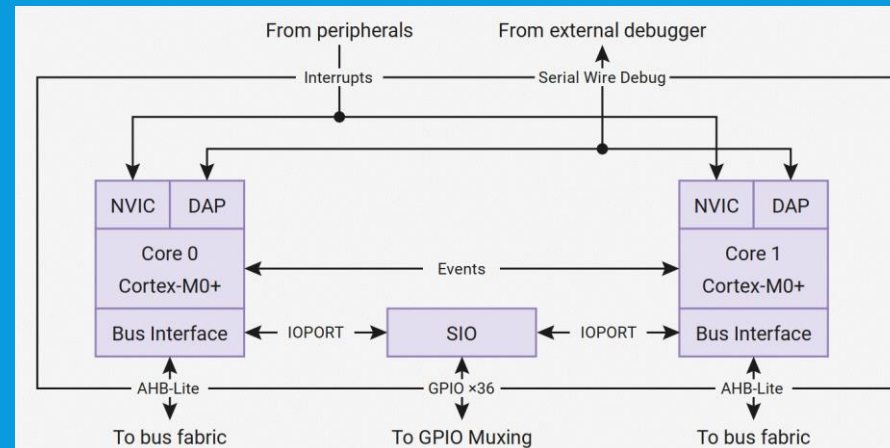 From peripherals
From external debugger
Interrupts
Serial Wire Debug
NVIC
DAP
NVIC
DAP
Core 0
Cortex-M0+
Core 1
Cortex-M0+
Events
Bus Interface
IOPORT
SIO
IOPORT
Bus Interface
AHB-Lite
GPIO ×36
AHB-Lite
To bus fabric
To GPIO Muxing
To bus fabric